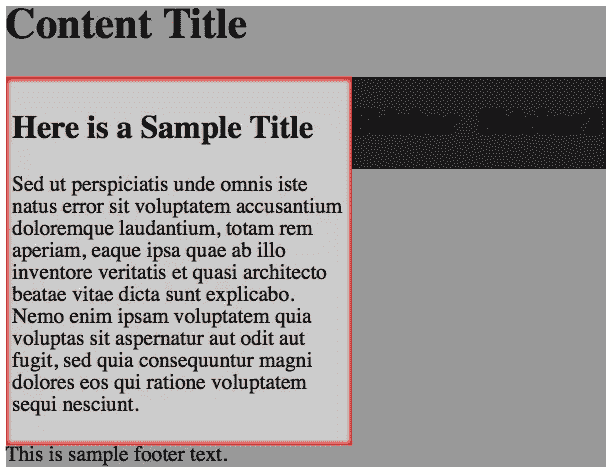 Content Title
Here is a Sample Title
Sed ut perspiciatis unde omnis iste
natus error sit voluptatem accusantium
doloremque laudantium, totam rem
aperiam, eaque ipsa quae ab illo
inventore veritatis et quasi architecto
beatae vitae dicta sunt explicabo.
Nemo enim ipsam voluptatem quia
voluptas sit aspernatur aut odit aut
fugit, sed quia consequuntur magni
dolores eos qui ratione voluptatem
sequi nesciunt.
This is sample footer text.